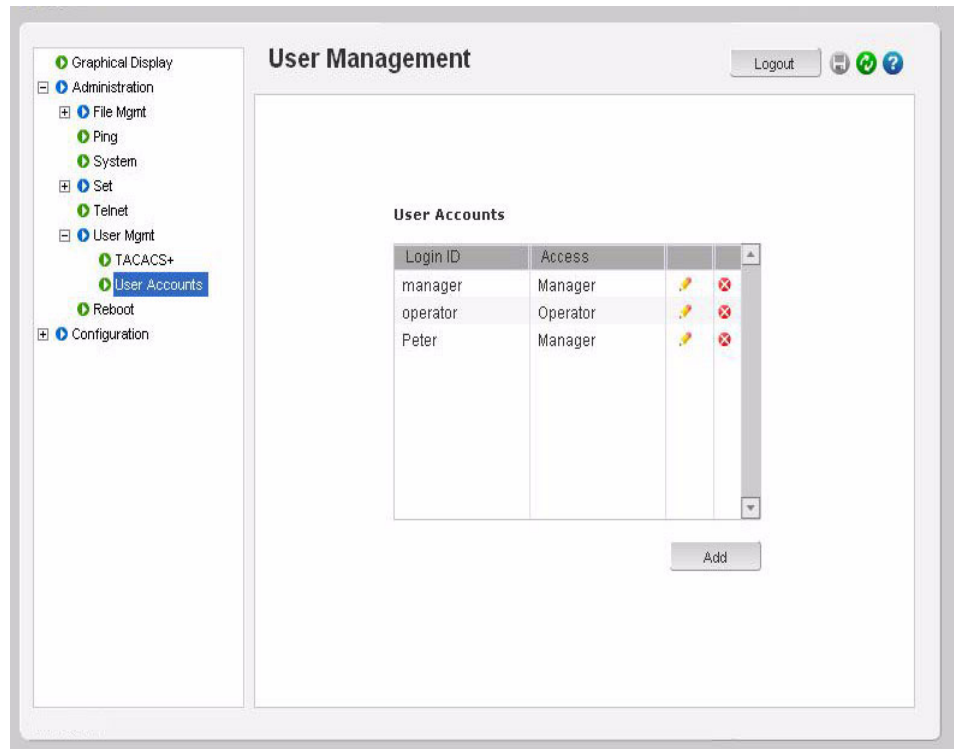 User Management
Logout
Graphical Display
Administration
File Mgmt
Ping
System
Set
Telnet
User Mgmt
TACACS+
User Accounts
Reboot
Configuration
User Accounts
Login ID Access
manager Manager
operator Operator
Peter Manager
Add